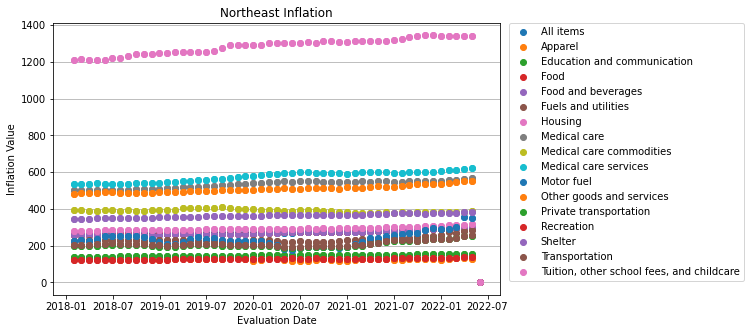 Northeast Inflation
1400
1200
1000
800
600
400
200
0
Inflation Value
2018-01
2018-07
2019-01
2019-07
2020-01
2020-07
2021-01
2021-07
2022-01
2022-07
Evaluation Date
All items
Apparel
Education and communication
Food
Food and beverages
Fuels and utilities
Housing
Medical care
Medical care commodities
Medical care services
Motor fuel
Other goods and services
Private transportation
Recreation
Shelter
Transportation
Tuition, other school fees, and childcare